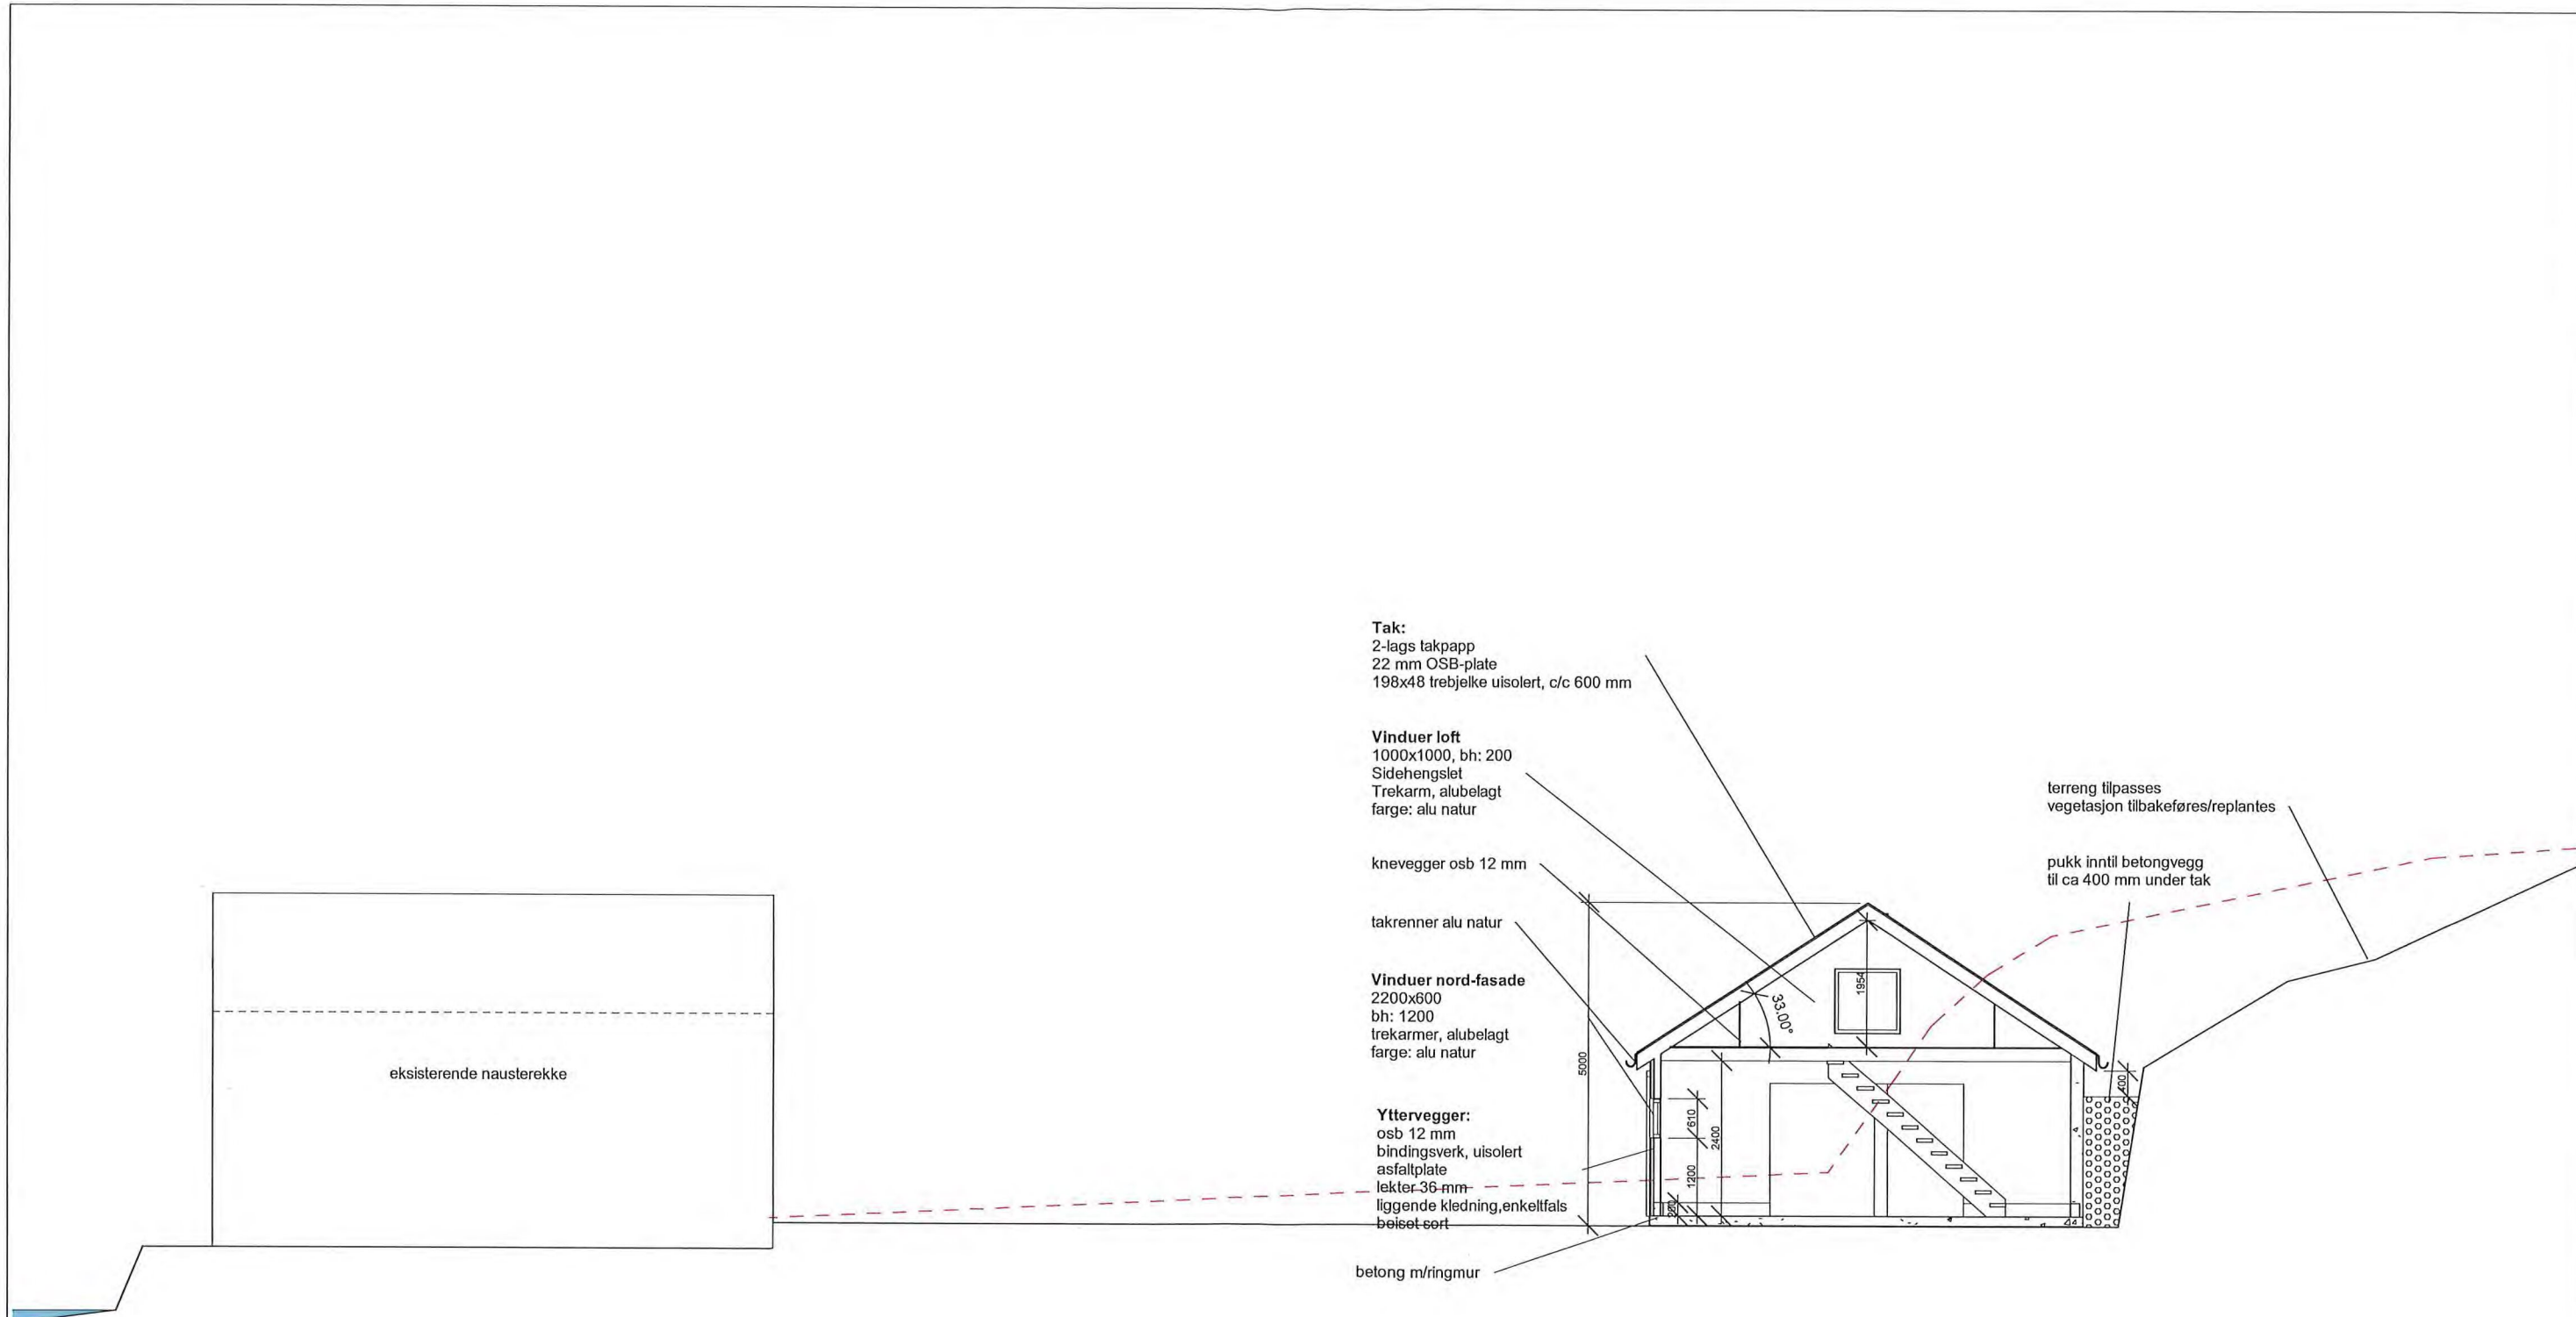 Tak:
2-lags takpapp
22 mm OSB-plate
198x48 trebjelke uisolert, c/c 600 mm
Vinduer loft
1000x1000, bh: 200
Sidehengslet
Trekarm, alubelagt
farge: alu natur
knevegger osb 12 mm
takrenner alu natur
Vinduer nord-fasade
2200x600
bh: 1200
trekarmer, alubelagt
farge: alu natur
Yttervegger:
osb 12 mm
bindingsverk, uisolert
asfaltplate
lekter 36 mm
liggende kledning,enkeltfals
beiset sort
betong m/ringmur
eksisterende nausterekke
terreng tilpasses
vegetasjon tilbakeføres/replantes
pukk inntil betongvegg
til ca 400 mm under tak
5000
1954
33.00°
610
2400
1200
400